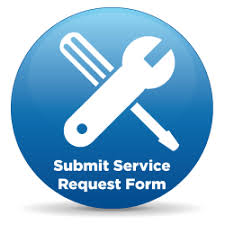 Submit Service
Request Form